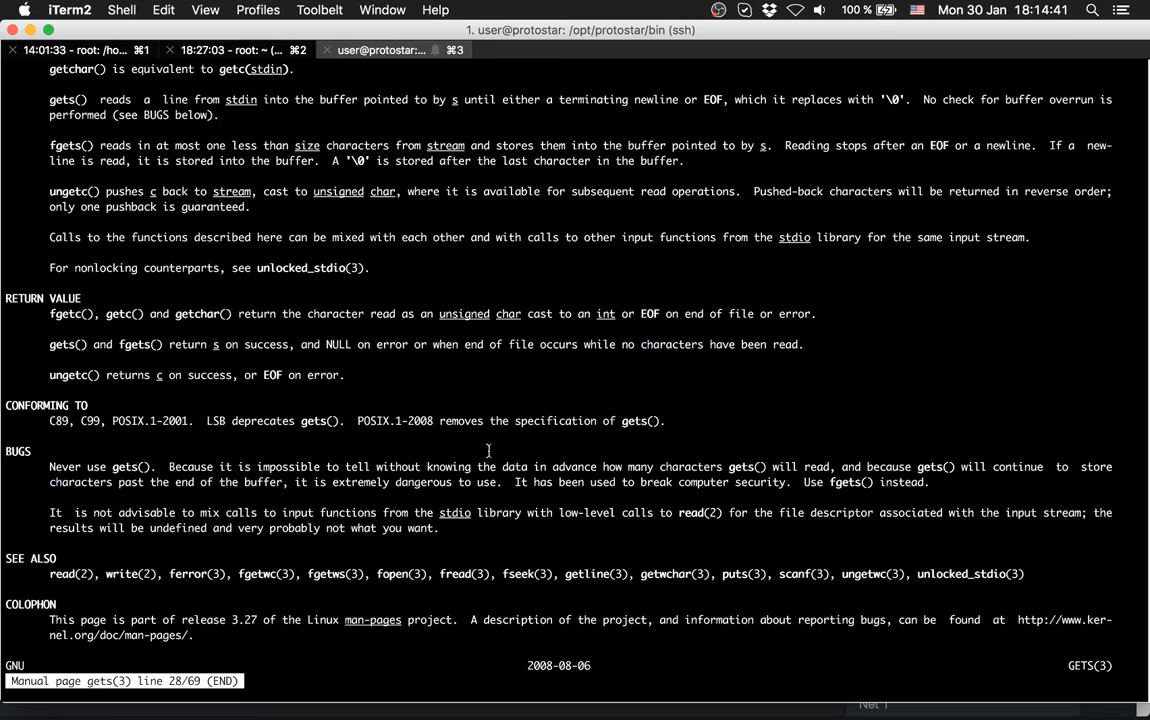 iTerm2 Shell Edit View Profiles Toolbelt Window Help 100 % Mon 30 Jan 18:14:41
1. user@protostar: /opt/protostar/bin (ssh)
14:01:33 - root: /ho... ⌘1 18:27:03 - root: ~ (... ⌘2 user@protostar:... ⌘3
getchar() is equivalent to getc(stdin).
gets() reads a line from stdin into the buffer pointed to by s until either a terminating newline or EOF, which it replaces with '\0'. No check for buffer overrun is
performed (see BUGS below).
fgets() reads in at most one less than size characters from stream and stores them into the buffer pointed to by s. Reading stops after an EOF or a newline. If a new-
line is read, it is stored into the buffer. A '\0' is stored after the last character in the buffer.
ungetc() pushes c back to stream, cast to unsigned char, where it is available for subsequent read operations. Pushed-back characters will be returned in reverse order;
only one pushback is guaranteed.
Calls to the functions described here can be mixed with each other and with calls to other input functions from the stdio library for the same input stream.
For nonlocking counterparts, see unlocked_stdio(3).
RETURN VALUE
fgetc(), getc() and getchar() return the character read as an unsigned char cast to an int or EOF on end of file or error.
gets() and fgets() return s on success, and NULL on error or when end of file occurs while no characters have been read.
ungetc() returns c on success, or EOF on error.
CONFORMING TO
C89, C99, POSIX.1-2001. LSB deprecates gets(). POSIX.1-2008 removes the specification of gets().
BUGS
Never use gets(). Because it is impossible to tell without knowing the data in advance how many characters gets() will read, and because gets() will continue to store
characters past the end of the buffer, it is extremely dangerous to use. It has been used to break computer security. Use fgets() instead.
It is not advisable to mix calls to input functions from the stdio library with low-level calls to read(2) for the file descriptor associated with the input stream; the
results will be undefined and very probably not what you want.
SEE ALSO
read(2), write(2), ferror(3), fgetwc(3), fgetws(3), fopen(3), fread(3), fseek(3), getline(3), getwchar(3), puts(3), scanf(3), ungetwc(3), unlocked_stdio(3)
COLOPHON
This page is part of release 3.27 of the Linux man-pages project. A description of the project, and information about reporting bugs, can be found at http://www.ker-
nel.org/doc/man-pages/.
GNU 2008-08-06 GETS(3)
Manual page gets(3) line 28/69 (END)